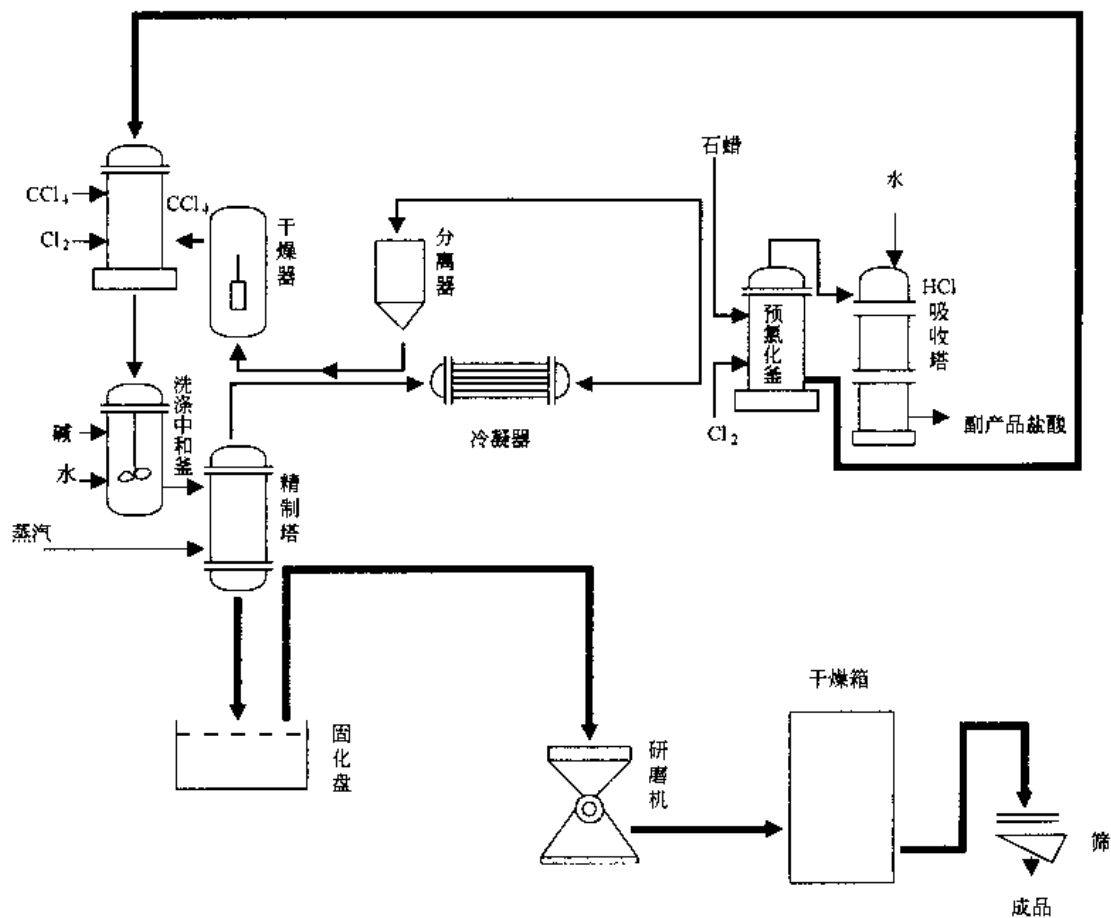 石蜡
水
CCl4
CCl4
Cl2
干燥器
分离器
预氯化釜
HCl
吸收塔
Cl2
副产品盐酸
冷凝器
洗涤中和釜
碱
水
精制塔
蒸汽
固化盘
研磨机
干燥箱
筛
成品